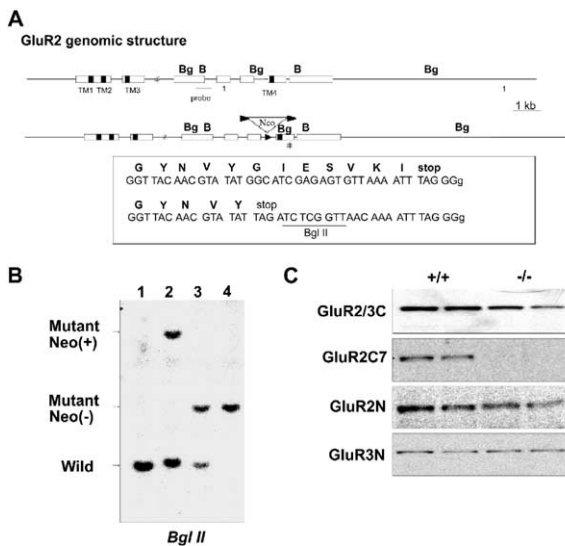 A
GluR2 genomic structure
Bg B Bg B Bg
TM1 TM2 TM3 probe 1 TM4 1
1 kb
Neo
Bg B Bg B Bg
*
G Y N V Y G I E S V K I stop
GGT TAC AAC GTA TAT GGC ATC GAG AGT GTT AAA ATT TAG GGg
G Y N V Y stop
GGT TAC AAC GTA TAT TAG ATC TCG GTT AAC AAA ATT TAG GGg
Bgl II
B
1 2 3 4
Mutant
Neo(+)
Mutant
Neo(-)
Wild
Bgl II
C
+/+ -/-
GluR2/3C
GluR2C7
GluR2N
GluR3N